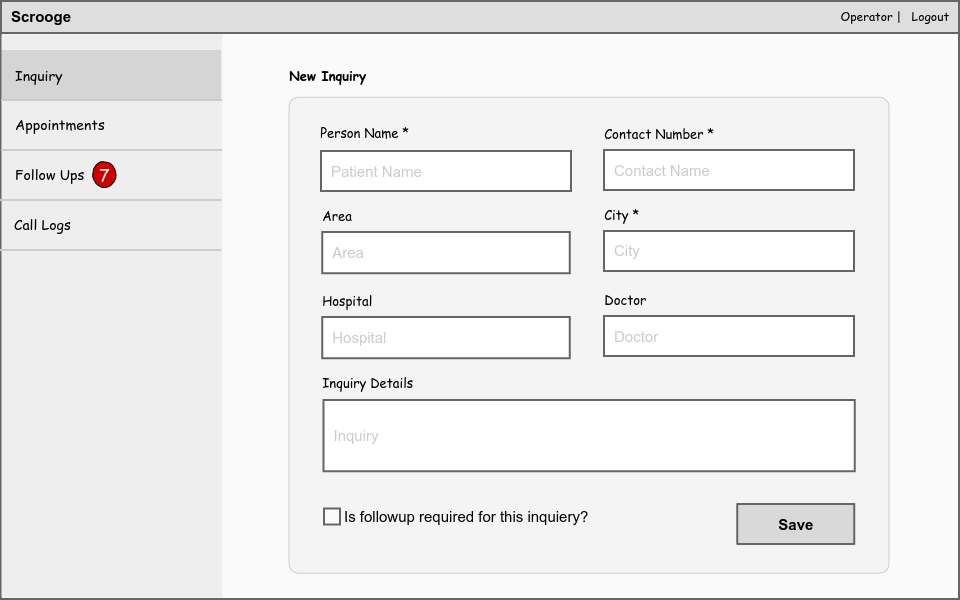 Scrooge
Operator | Logout
Inquiry
Appointments
Follow Ups 7
Call Logs
New Inquiry
Person Name * Contact Number *
Patient Name Contact Name
Area City *
Area City
Hospital Doctor
Hospital Doctor
Inquiry Details
Inquiry
Is followup required for this inquiery?
Save